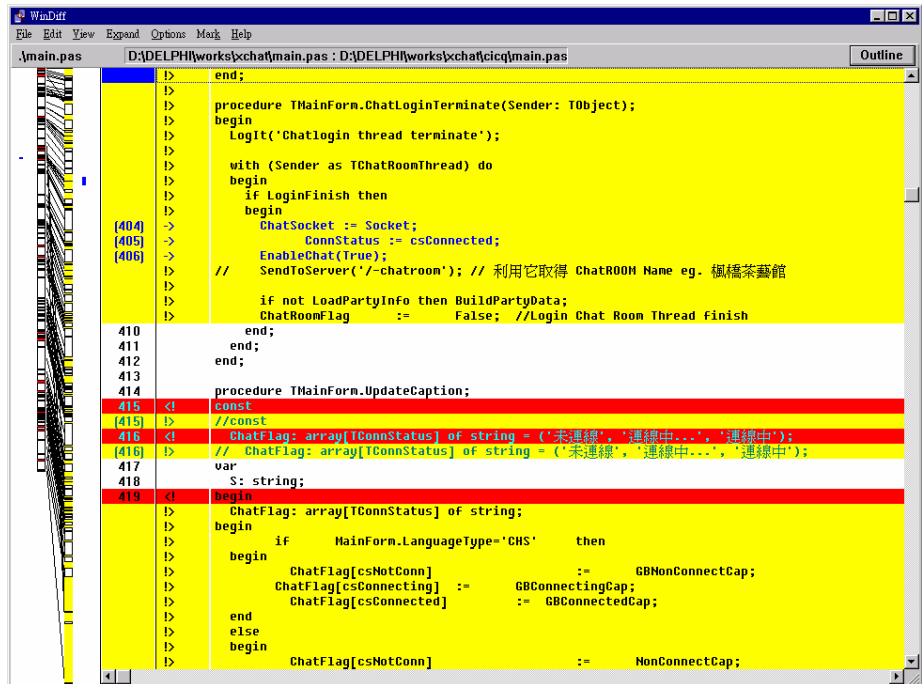 WinDiff
File Edit View Expand Options Mark Help
.\main.pas D:\DELPHI\works\xchat\main.pas : D:\DELPHI\works\xchat\cicq\main.pas Outline
!> end;
!>
!> procedure TMainForm.ChatLoginTerminate(Sender: TObject);
!> begin
!> LogIt('Chatlogin thread terminate');
!>
!> with (Sender as TChatRoomThread) do
!> begin
!> if LoginFinish then
!> begin
(404) -> ChatSocket := Socket;
(405) -> ConnStatus := csConnected;
(406) -> EnableChat(True);
!> // SendToServer('/-chatroom'); // 利用它取得 ChatROOM Name eg. 楓橋茶藝館
!>
!> if not LoadPartyInfo then BuildPartyData;
!> ChatRoomFlag := False; //Login Chat Room Thread finish
410 end;
411 end;
412 end;
413
414 procedure TMainForm.UpdateCaption;
415 <! const
(415) !> //const
416 <! ChatFlag: array[TConnStatus] of string = ('未連線', '連線中...', '連線中');
(416) !> // ChatFlag: array[TConnStatus] of string = ('未連線', '連線中...', '連線中');
417 var
418 S: string;
419 <! begin
!> ChatFlag: array[TConnStatus] of string;
!> begin
!> if MainForm.LanguageType='CHS' then
!> begin
!> ChatFlag[csNotConn] := GBNonConnectCap;
!> ChatFlag[csConnecting] := GBConnectingCap;
!> ChatFlag[csConnected] := GBConnectedCap;
!> end
!> else
!> begin
!> ChatFlag[csNotConn] := NonConnectCap;